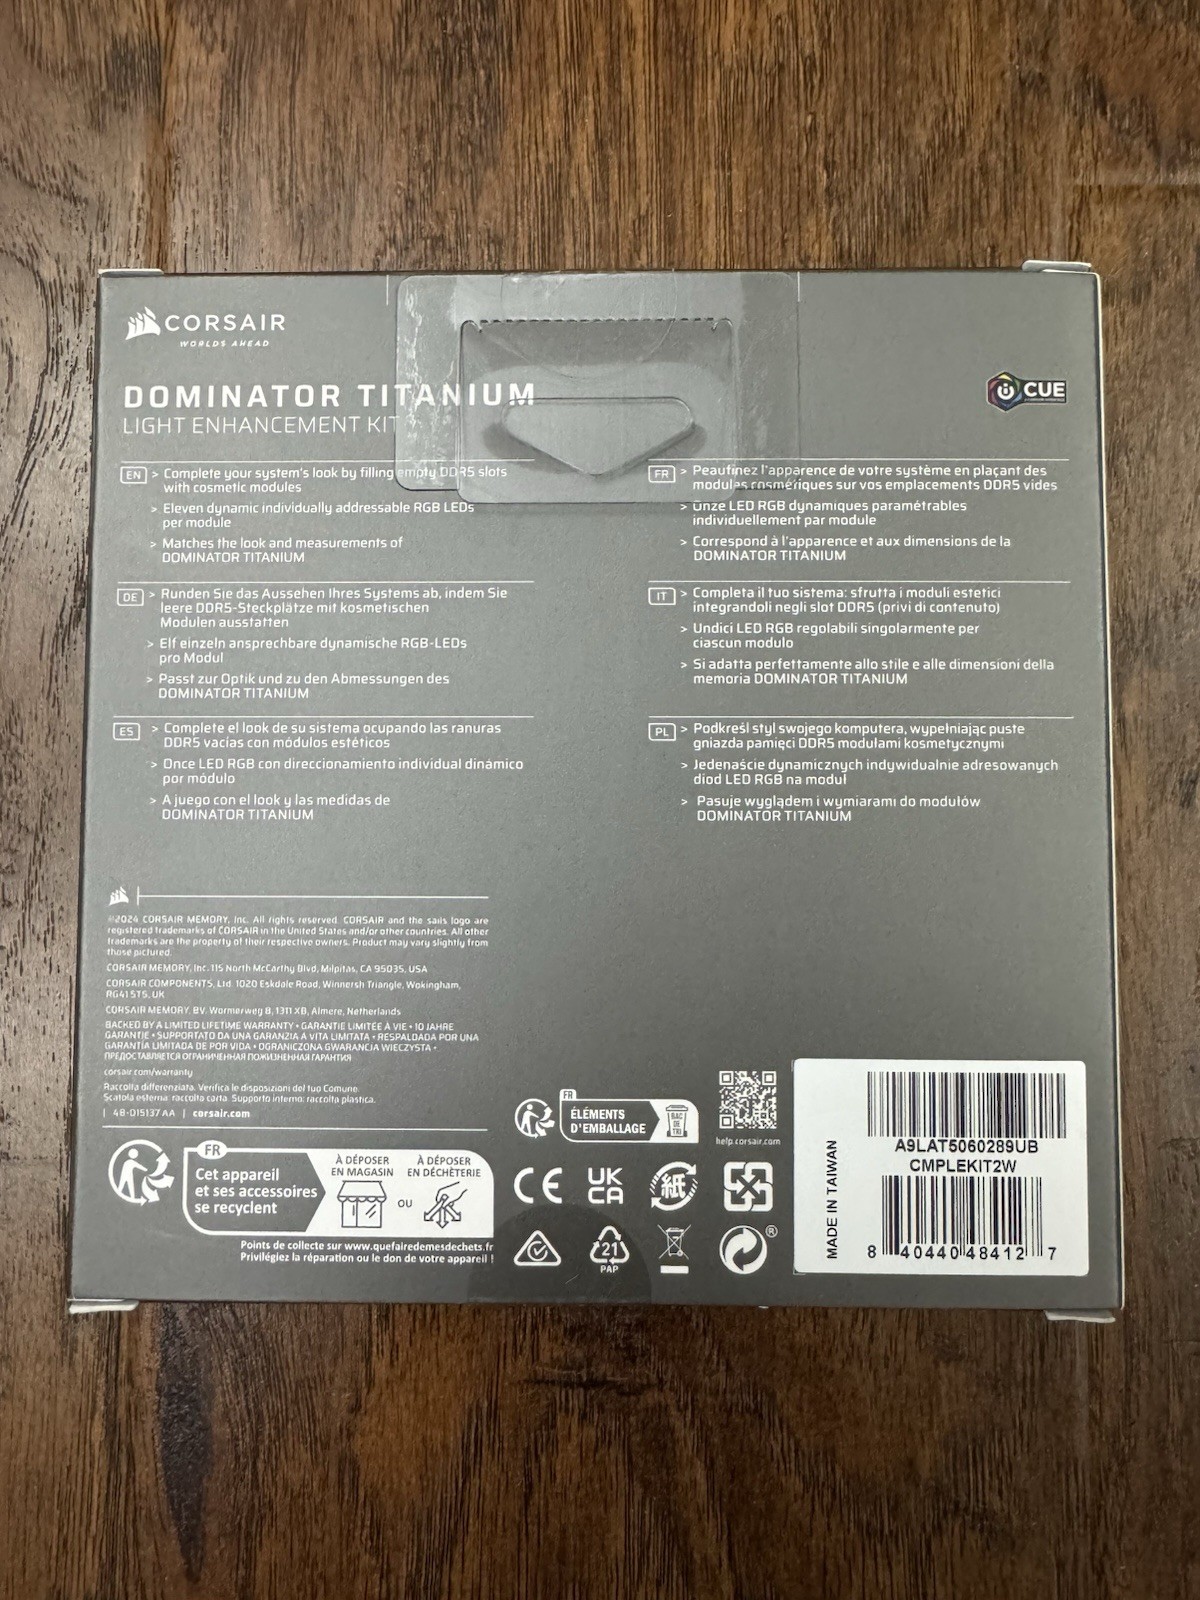 CORSAIR
WORLDS AHEAD
DOMINATOR TITANIUM
LIGHT ENHANCEMENT KIT
iCUE
EN > Complete your system's look by filling empty DDR5 slots
with cosmetic modules
> Eleven dynamic individually addressable RGB LEDs
per module
> Matches the look and measurements of
DOMINATOR TITANIUM
FR > Peaufinez l'apparence de votre système en plaçant des
modules cosmétiques sur vos emplacements DDR5 vides
> Onze LED RGB dynamiques paramétrables
individuellement par module
> Correspond à l'apparence et aux dimensions de la
DOMINATOR TITANIUM
DE > Runden Sie das Aussehen Ihres Systems ab, indem Sie
leere DDR5-Steckplätze mit kosmetischen
Modulen ausstatten
> Elf einzeln ansprechbare dynamische RGB-LEDs
pro Modul
> Passt zur Optik und zu den Abmessungen des
DOMINATOR TITANIUM
IT > Completa il tuo sistema: sfrutta i moduli estetici
integrandoli negli slot DDR5 (privi di contenuto)
> Undici LED RGB regolabili singolarmente per
ciascun modulo
> Si adatta perfettamente allo stile e alle dimensioni della
memoria DOMINATOR TITANIUM
ES > Complete el look de su sistema ocupando las ranuras
DDR5 vacías con módulos estéticos
> Once LED RGB con direccionamiento individual dinámico
por módulo
> A juego con el look y las medidas de
DOMINATOR TITANIUM
PL > Podkreśl styl swojego komputera, wypełniając puste
gniazda pamięci DDR5 modułami kosmetycznymi
> Jedenaście dynamicznych indywidualnie adresowanych
diod LED RGB na moduł
> Pasuje wyglądem i wymiarami do modułów
DOMINATOR TITANIUM
©2024 CORSAIR MEMORY, Inc. All rights reserved. CORSAIR and the sails logo are
registered trademarks of CORSAIR in the United States and/or other countries. All other
trademarks are the property of their respective owners. Product may vary slightly from
those pictured.
CORSAIR MEMORY, Inc. 115 North McCarthy Blvd, Milpitas, CA 95035, USA
CORSAIR COMPONENTS, Ltd. 1020 Eskdale Road, Winnersh Triangle, Wokingham,
RG41 5TS, UK
CORSAIR MEMORY, BV. Wormerweg 8, 1311 XB, Almere, Netherlands
BACKED BY A LIMITED LIFETIME WARRANTY • GARANTIE LIMITÉE À VIE • 10 JAHRE
GARANTIE • SUPPORTATO DA UNA GARANZIA A VITA LIMITATA • RESPALDADA POR UNA
GARANTÍA LIMITADA DE POR VIDA • OGRANICZONA GWARANCJA WIECZYSTA •
ПРЕДОСТАВЛЯЕТСЯ ОГРАНИЧЕННАЯ ПОЖИЗНЕННАЯ ГАРАНТИЯ
corsair.com/warranty
Raccolta differenziata. Verifica le disposizioni del tuo Comune.
Scatola esterna: raccolta carta. Supporto interno: raccolta plastica.
| 48-015137 AA | corsair.com
FR
Cet appareil
et ses accessoires
se recyclent
À DÉPOSER
EN MAGASIN
OU
À DÉPOSER
EN DÉCHÈTERIE
Points de collecte sur www.quefairedemesdechets.fr
Privilégiez la réparation ou le don de votre appareil !
FR
ÉLÉMENTS
D'EMBALLAGE
BAC
DE
TRI
help.corsair.com
CE
UK
CA
紙
21
PAP
®
MADE IN TAIWAN
A9LAT5060289UB
CMPLEKIT2W
8 40440 48412 7